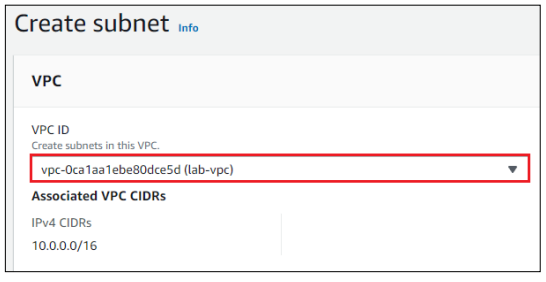 Create subnet Info
VPC
VPC ID
Create subnets in this VPC.
vpc-0ca1aa1ebe80dce5d (lab-vpc)
Associated VPC CIDRs
IPv4 CIDRs
10.0.0.0/16